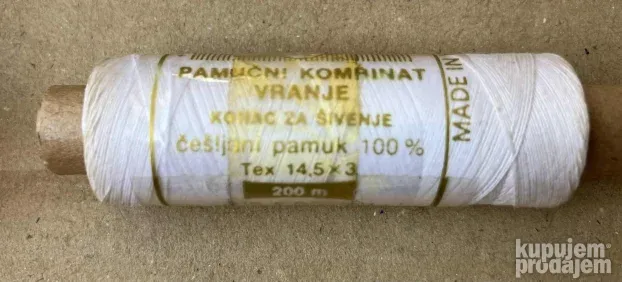 PAMUČNI KOMBINAT
VRANJE
KONAC ZA ŠIVENJE
češljani pamuk 100%
Tex 14,5×3
200 m
MADE IN
kupujem
prodajem